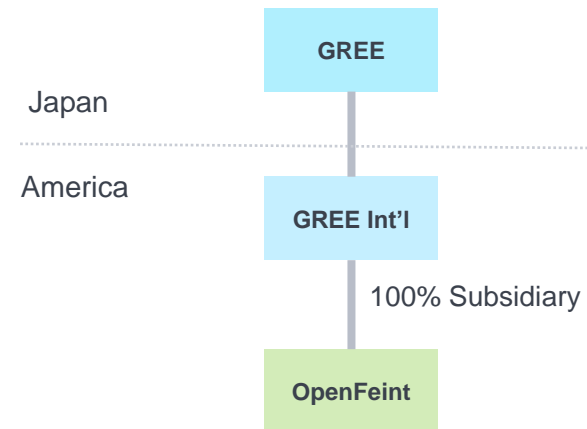 GREE
Japan
America
GREE Int’l
100% Subsidiary
OpenFeint